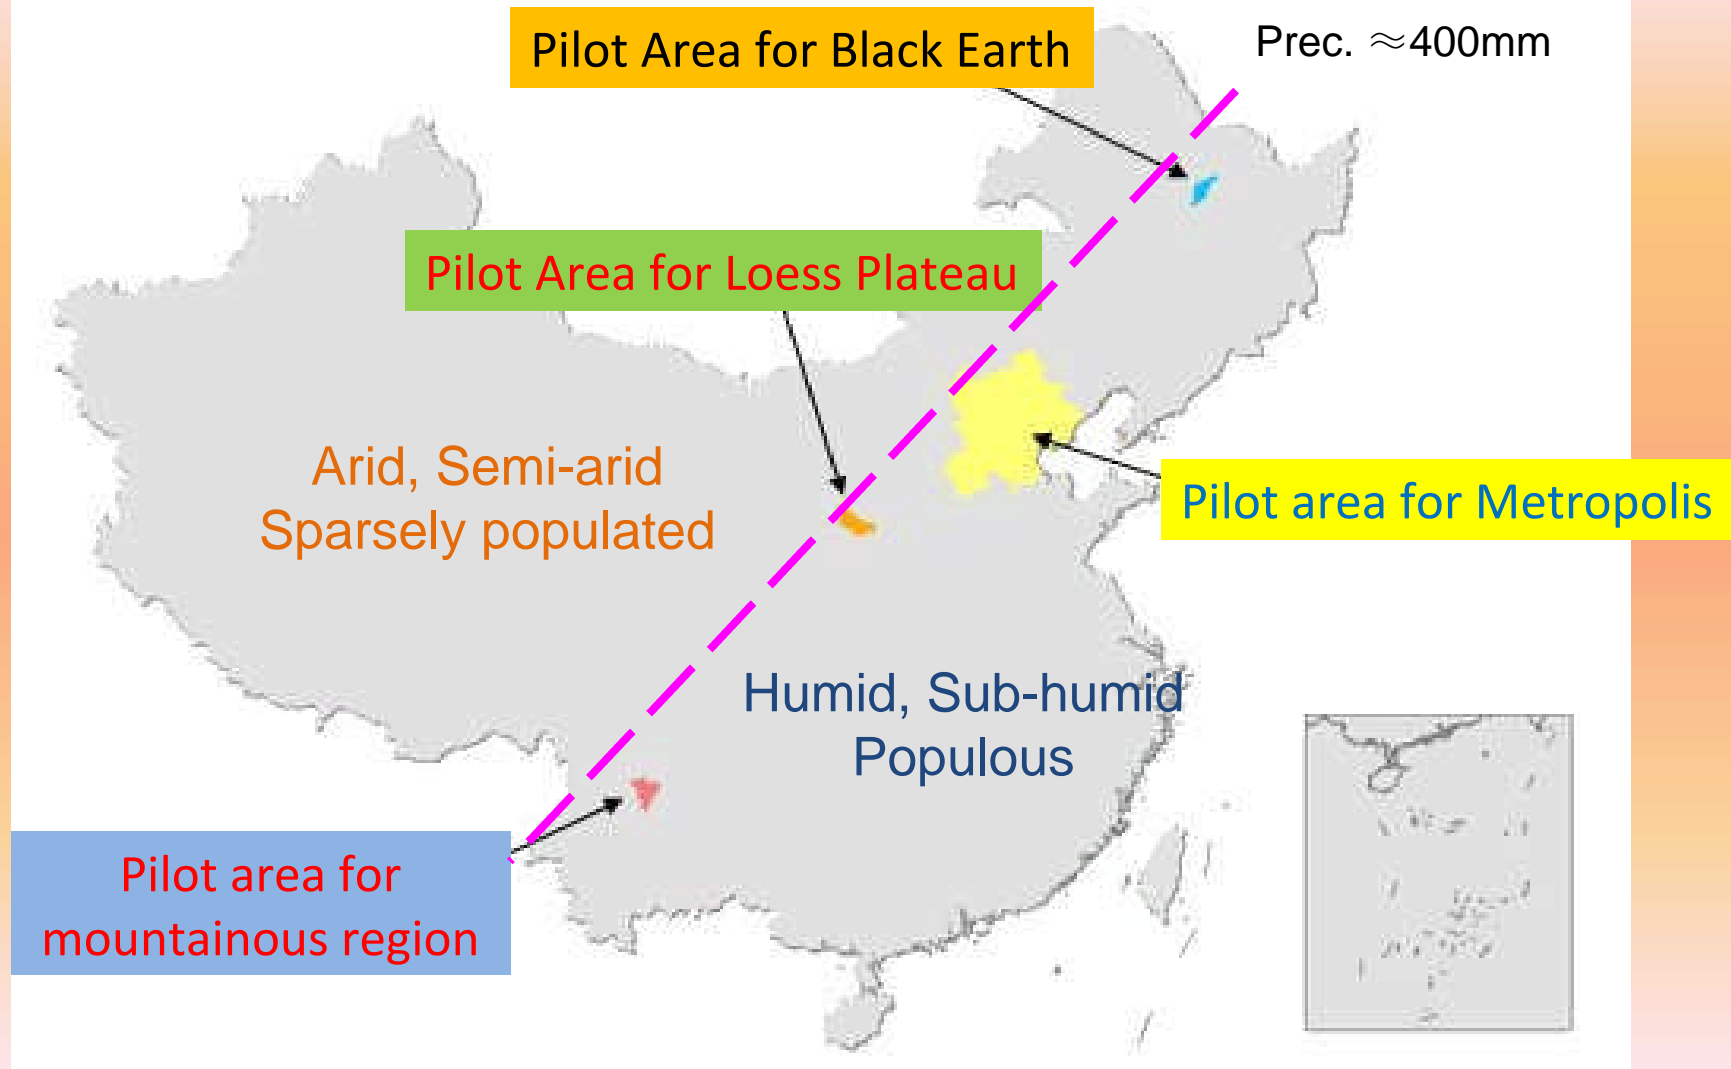 Pilot Area for Black Earth
Prec. ≈400mm
Pilot Area for Loess Plateau
Arid, Semi-arid
Sparsely populated
Pilot area for Metropolis
Humid, Sub-humid
Populous
Pilot area for
mountainous region